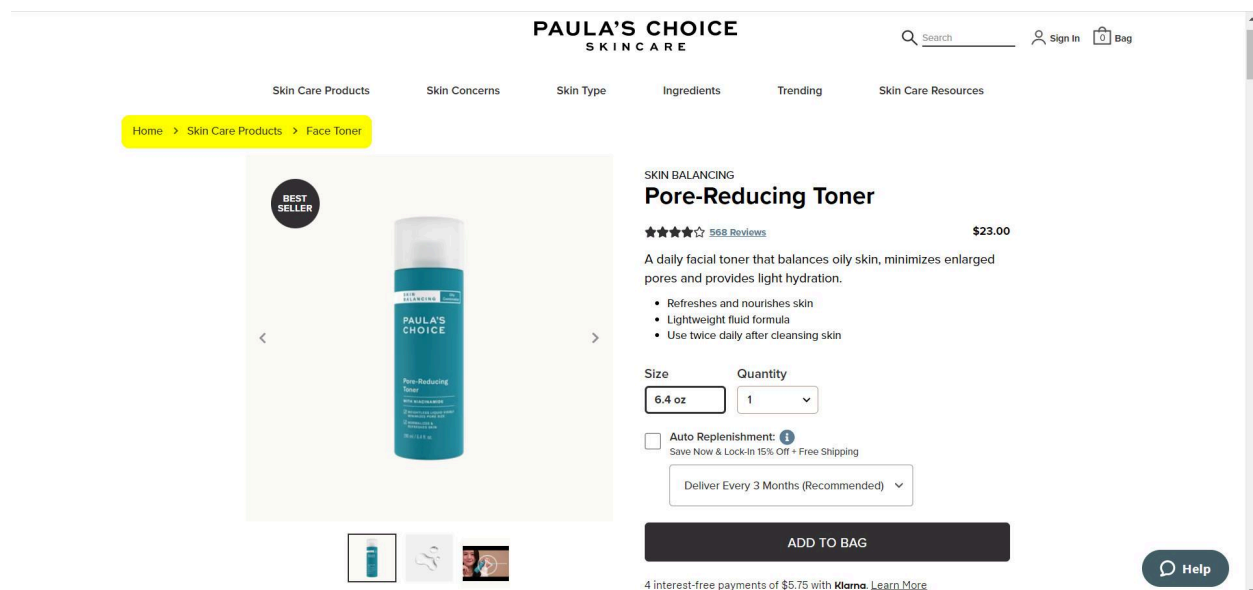 PAULA'S CHOICE
SKINCARE
Search
Sign In
0
Bag
Skin Care Products
Skin Concerns
Skin Type
Ingredients
Trending
Skin Care Resources
Home > Skin Care Products > Face Toner
BEST
SELLER
SKIN
BALANCING
PAULA'S
CHOICE
Pore-Reducing
Toner
WITH NIACINAMIDE
SKIN BALANCING
Pore-Reducing Toner
568 Reviews
$23.00
A daily facial toner that balances oily skin, minimizes enlarged
pores and provides light hydration.
• Refreshes and nourishes skin
• Lightweight fluid formula
• Use twice daily after cleansing skin
Size
Quantity
6.4 oz
1
Auto Replenishment: i
Save Now & Lock-In 15% Off + Free Shipping
Deliver Every 3 Months (Recommended)
ADD TO BAG
4 interest-free payments of $5.75 with Klarna. Learn More
Help